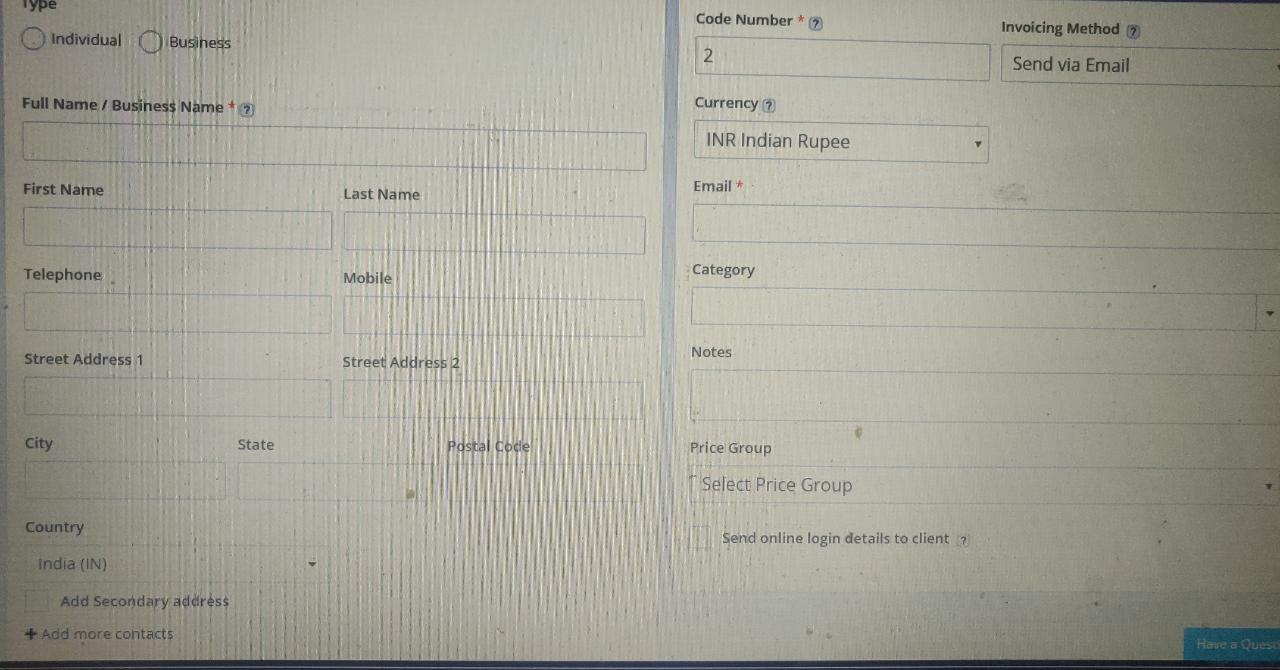 Type
Individual Business
Full Name / Business Name * ?
First Name Last Name
Telephone Mobile
Street Address 1 Street Address 2
City State Postal Code
Country
India (IN)
Add Secondary address
+ Add more contacts
Code Number * ? Invoicing Method ?
2 Send via Email
Currency ?
INR Indian Rupee
Email *
Category
Notes
Price Group
Select Price Group
Send online login details to client ?
Have a